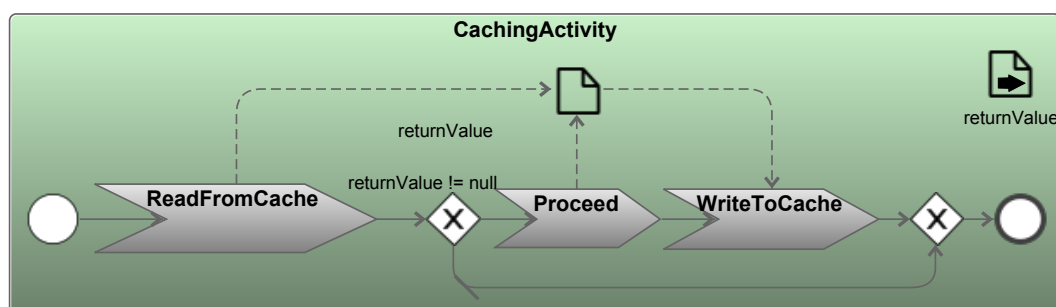 CachingActivity
returnValue
returnValue
returnValue != null
ReadFromCache
X
Proceed
WriteToCache
X